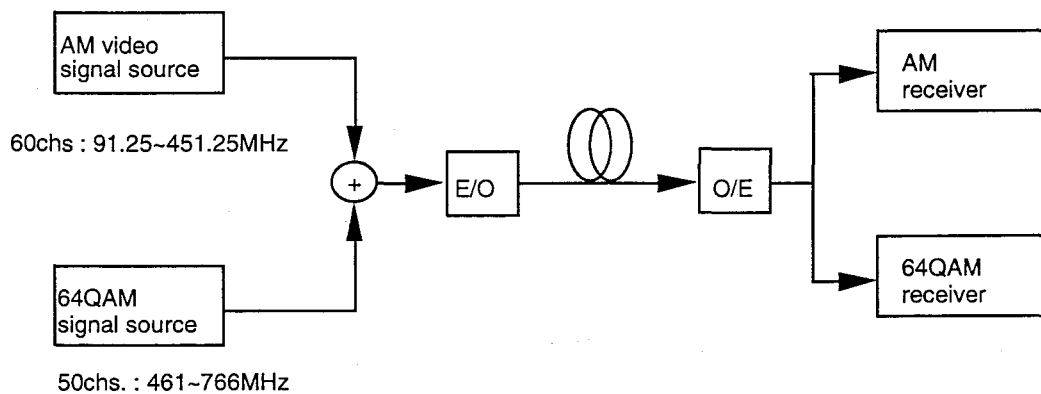 AM video
signal source
60chs : 91.25~451.25MHz
+
E/O
O/E
AM
receiver
64QAM
signal source
50chs. : 461~766MHz
64QAM
receiver